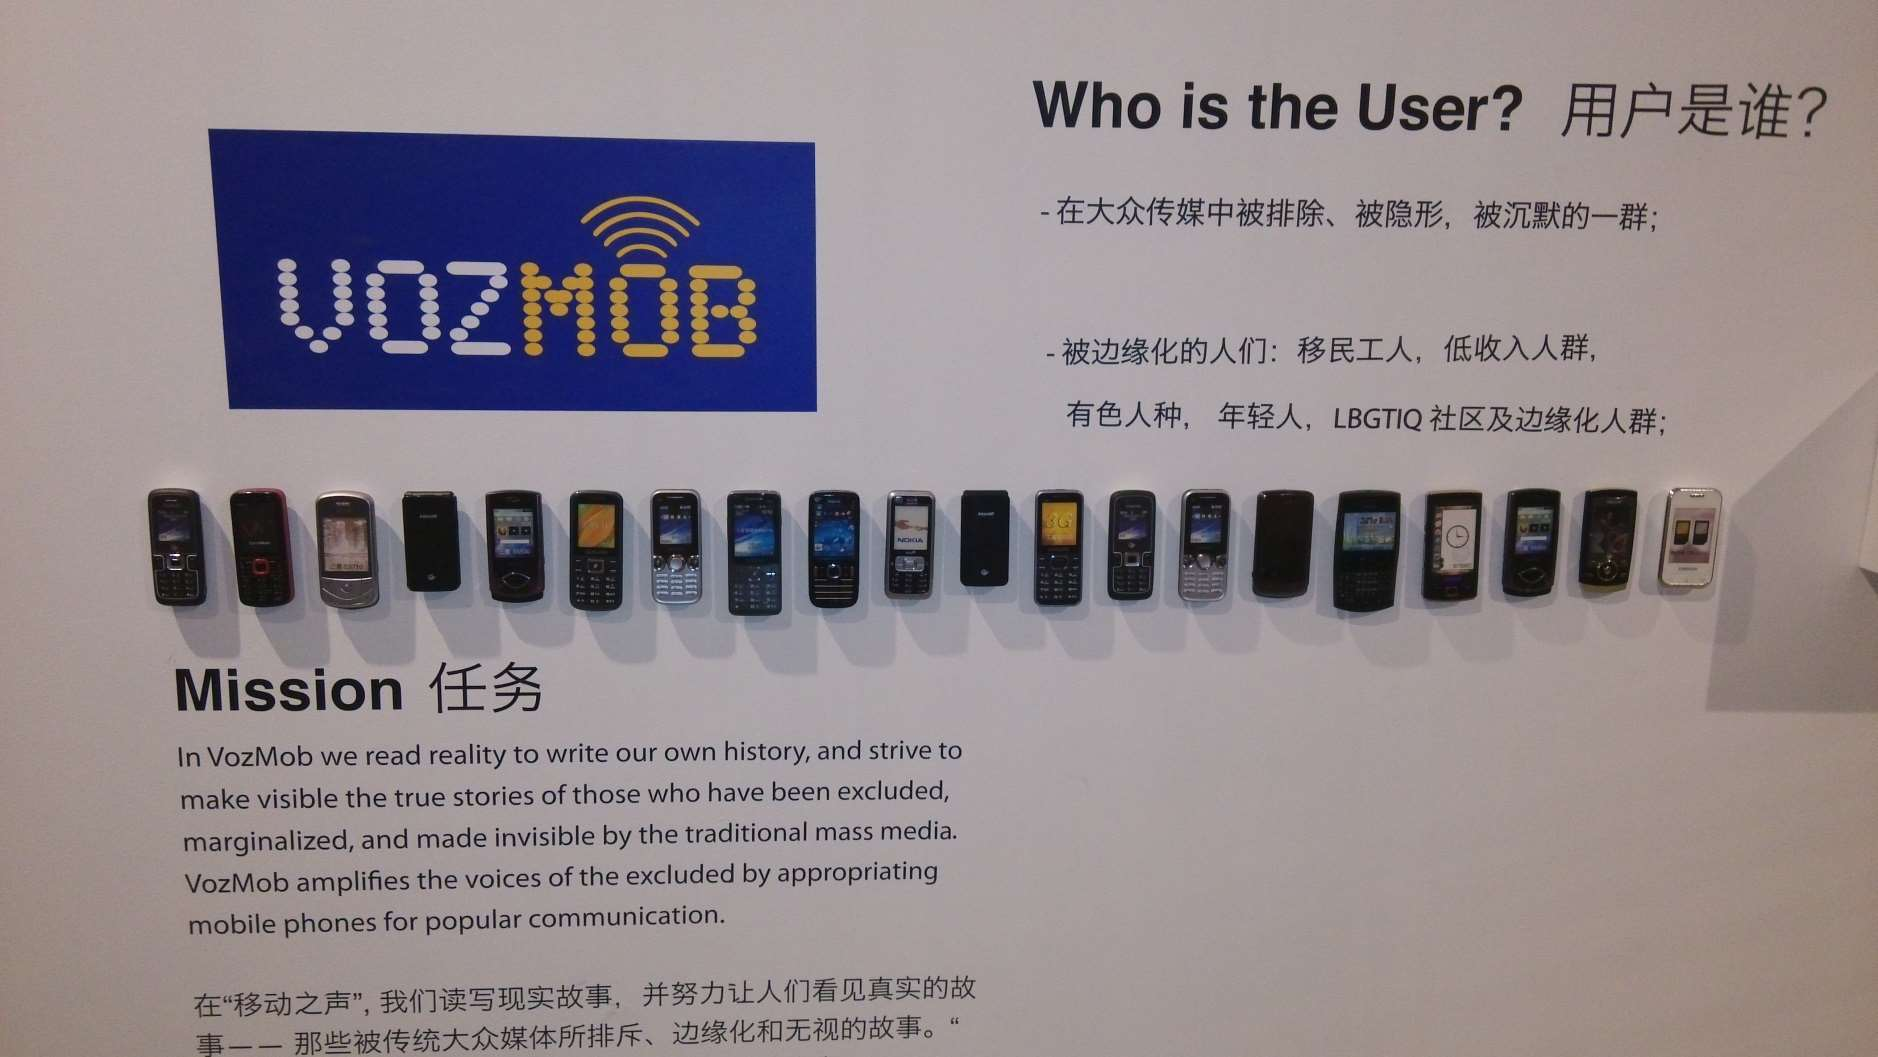 VOZMOB
Who is the User? 用户是谁？
- 在大众传媒中被排除、被隐形，被沉默的一群；
- 被边缘化的人们：移民工人，低收入人群，
有色人种， 年轻人，LBGTIQ 社区及边缘化人群；
NOKIA
3G
Mission 任务
In VozMob we read reality to write our own history, and strive to
make visible the true stories of those who have been excluded,
marginalized, and made invisible by the traditional mass media.
VozMob amplifies the voices of the excluded by appropriating
mobile phones for popular communication.
在“移动之声”, 我们读写现实故事， 并努力让人们看见真实的故
事—— 那些被传统大众媒体所排斥、边缘化和无视的故事。“